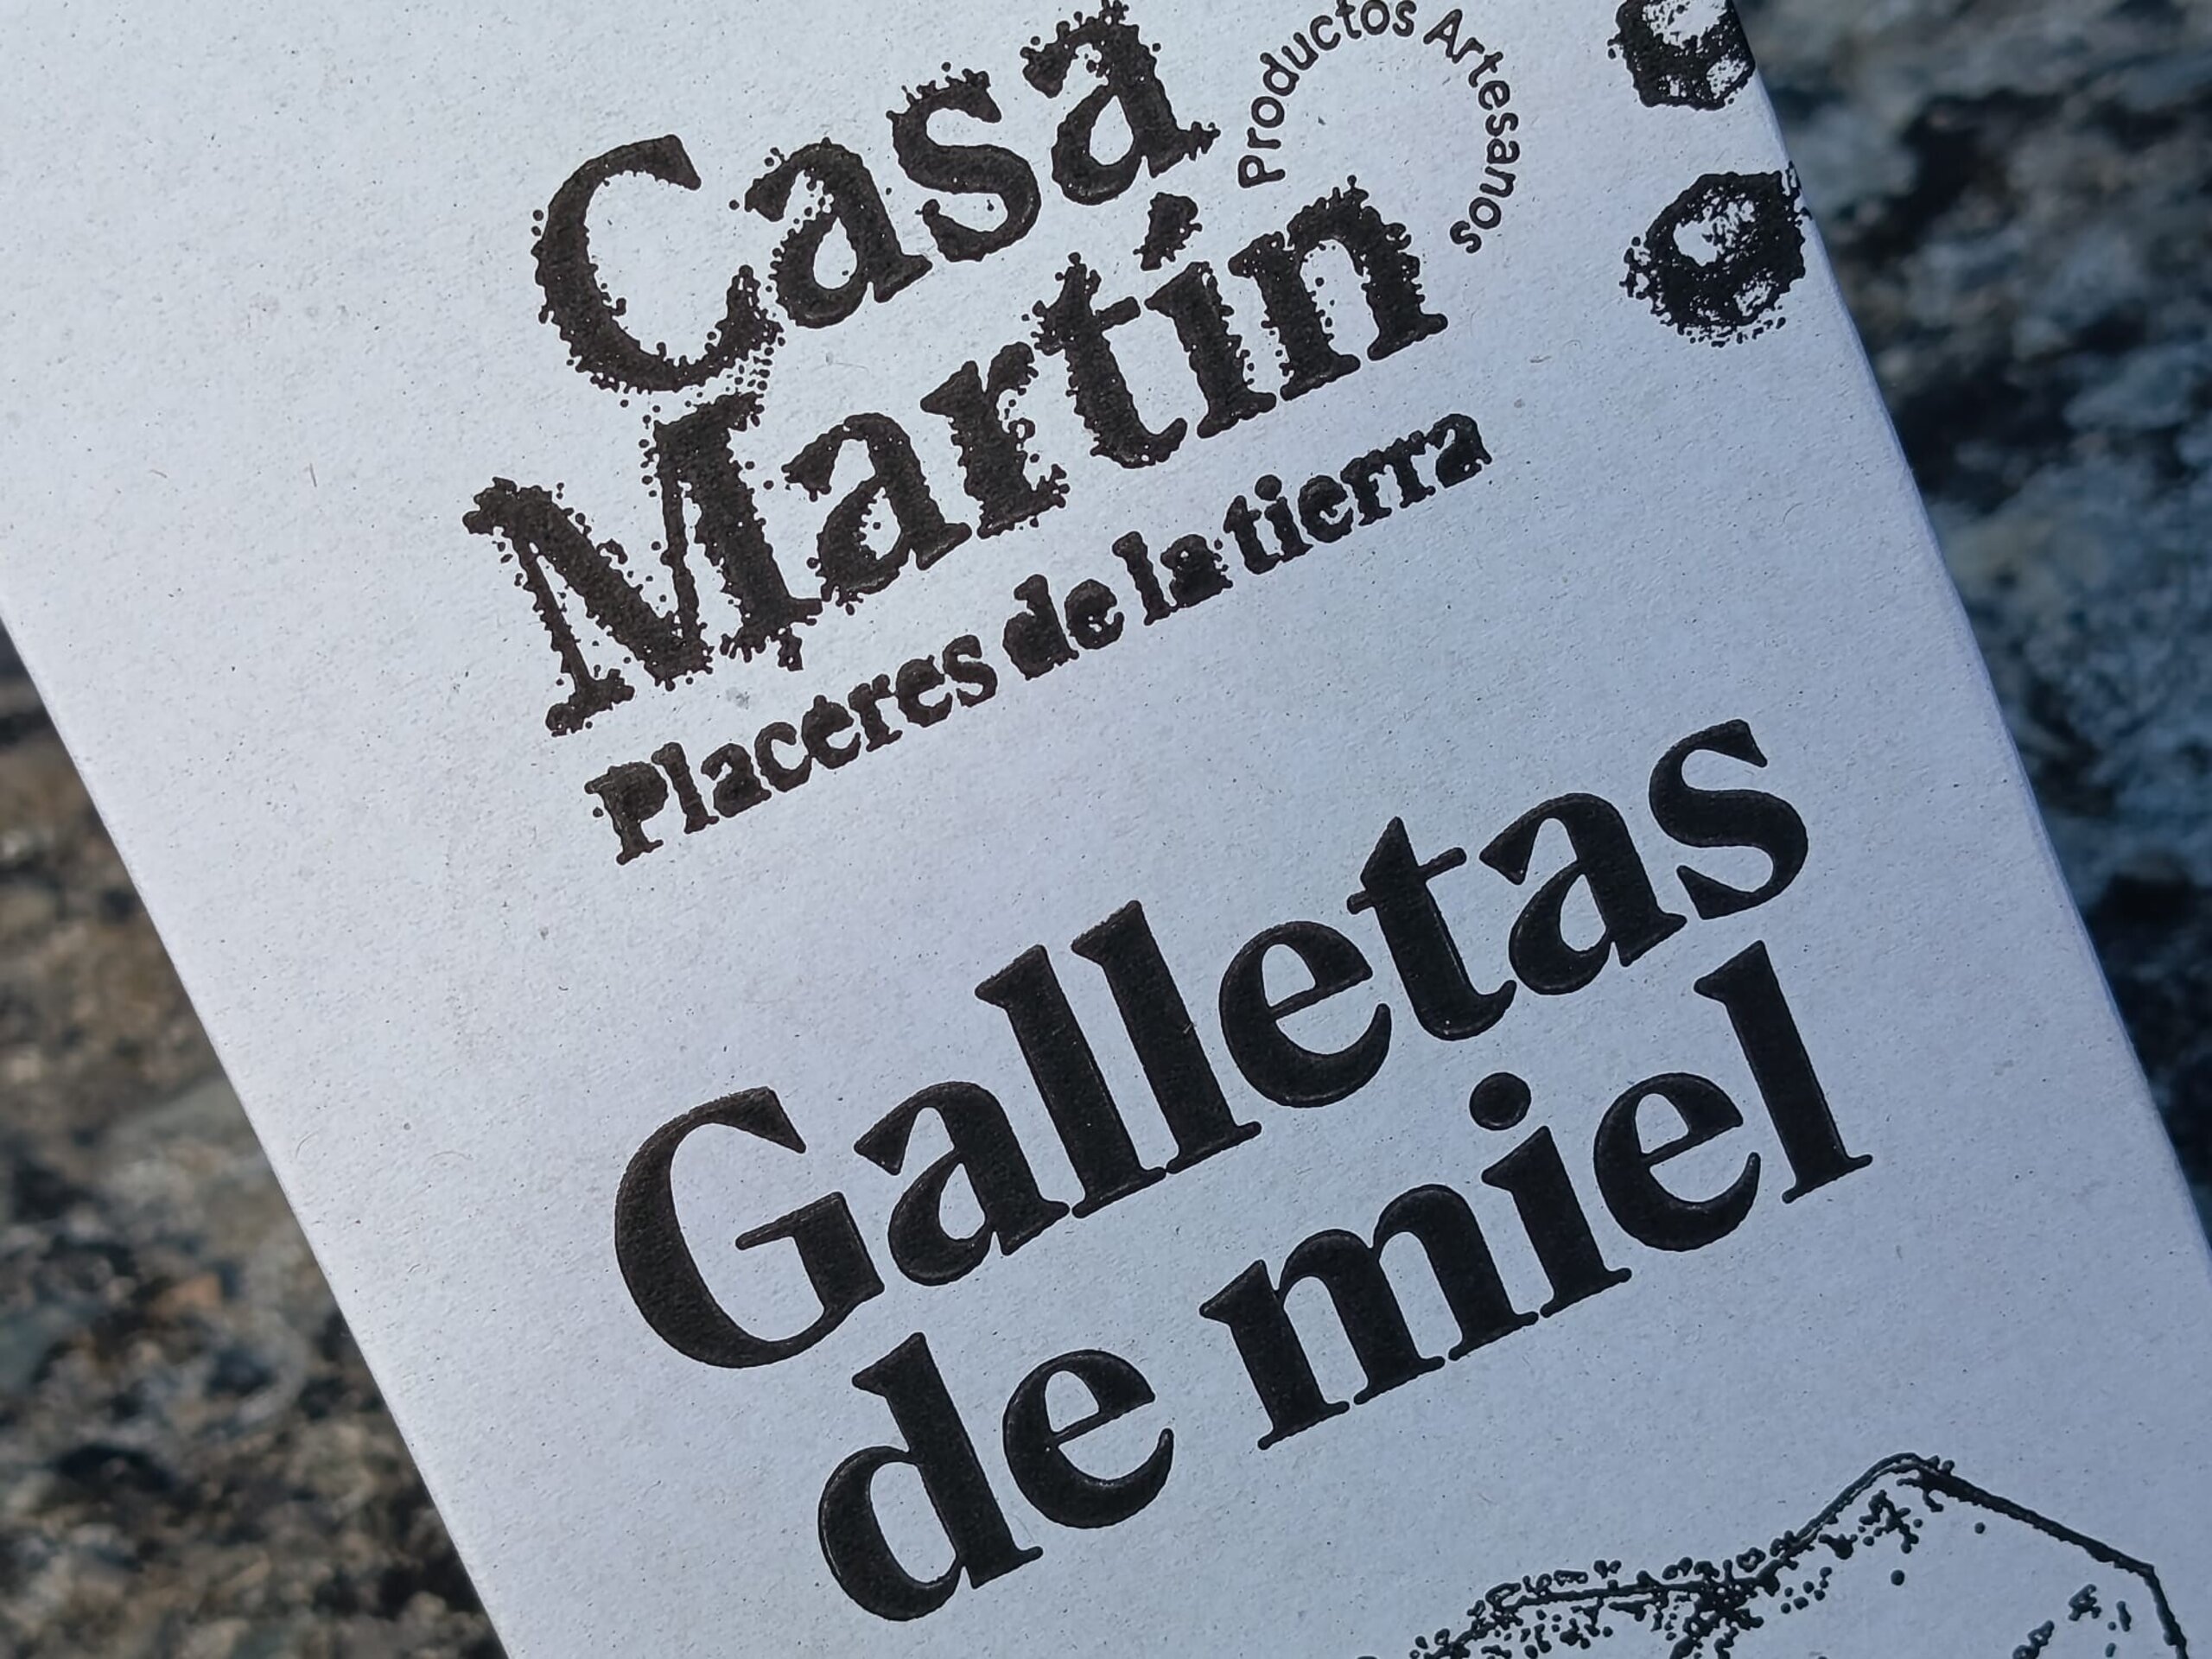 Casa
Martín
Productos Artesanos
Placeres de la tierra
Galletas
de miel